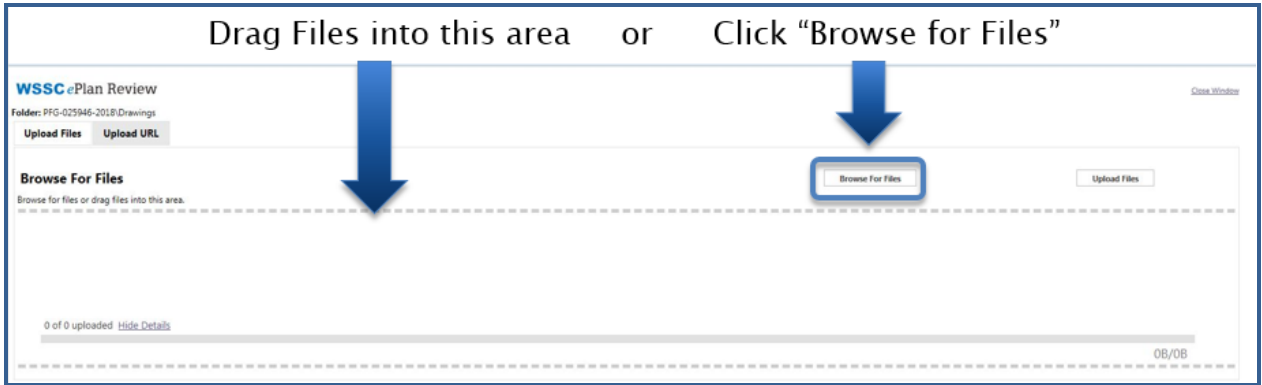 Drag Files into this area or Click “Browse for Files”
WSSC ePlan Review
Close Window
Folder: PFG-025946-2018\Drawings
Upload Files Upload URL
Browse For Files
Browse For Files
Upload Files
Browse for files or drag files into this area.
0 of 0 uploaded Hide Details
0B/0B